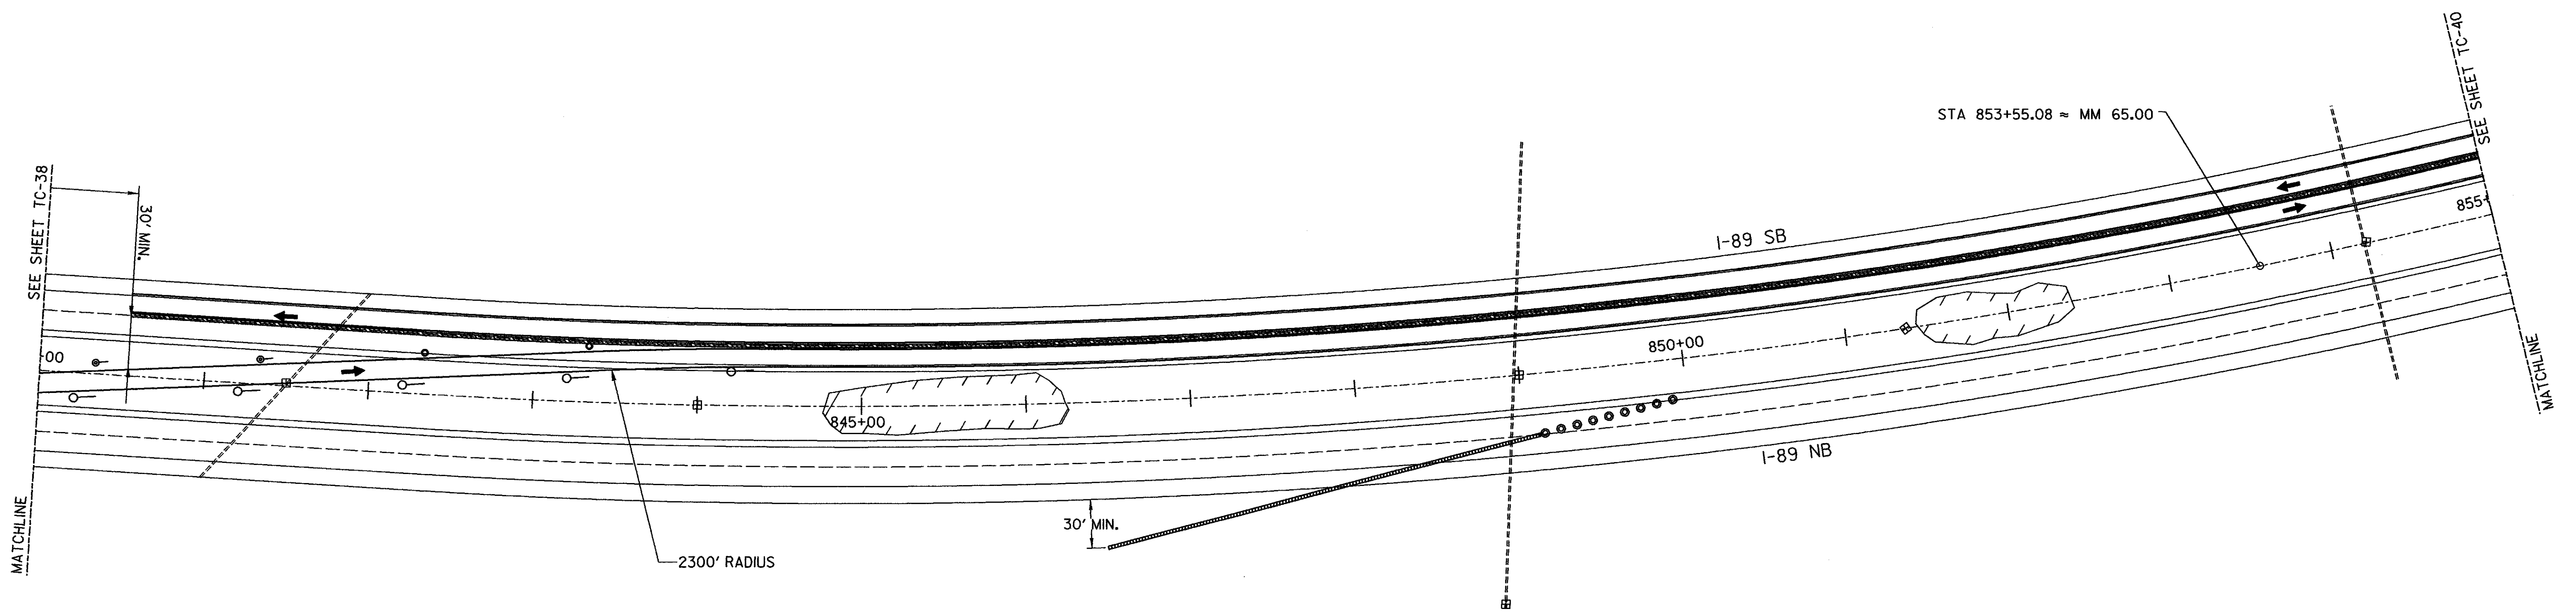 SEE SHEET TC-38
MATCHLINE
30' MIN.
00
845+00
2300' RADIUS
30' MIN.
I-89 SB
850+00
I-89 NB
STA 853+55.08 ≈ MM 65.00
855+
SEE SHEET TC-40
MATCHLINE